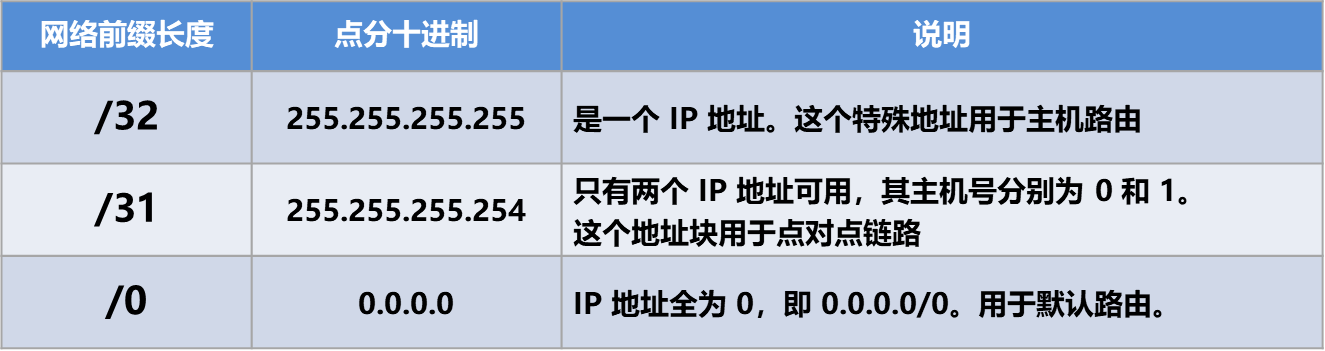 网络前缀长度 点分十进制 说明
/32 255.255.255.255 是一个 IP 地址。这个特殊地址用于主机路由
/31 255.255.255.254 只有两个 IP 地址可用，其主机号分别为 0 和 1。
这个地址块用于点对点链路
/0 0.0.0.0 IP 地址全为 0，即 0.0.0.0/0。用于默认路由。